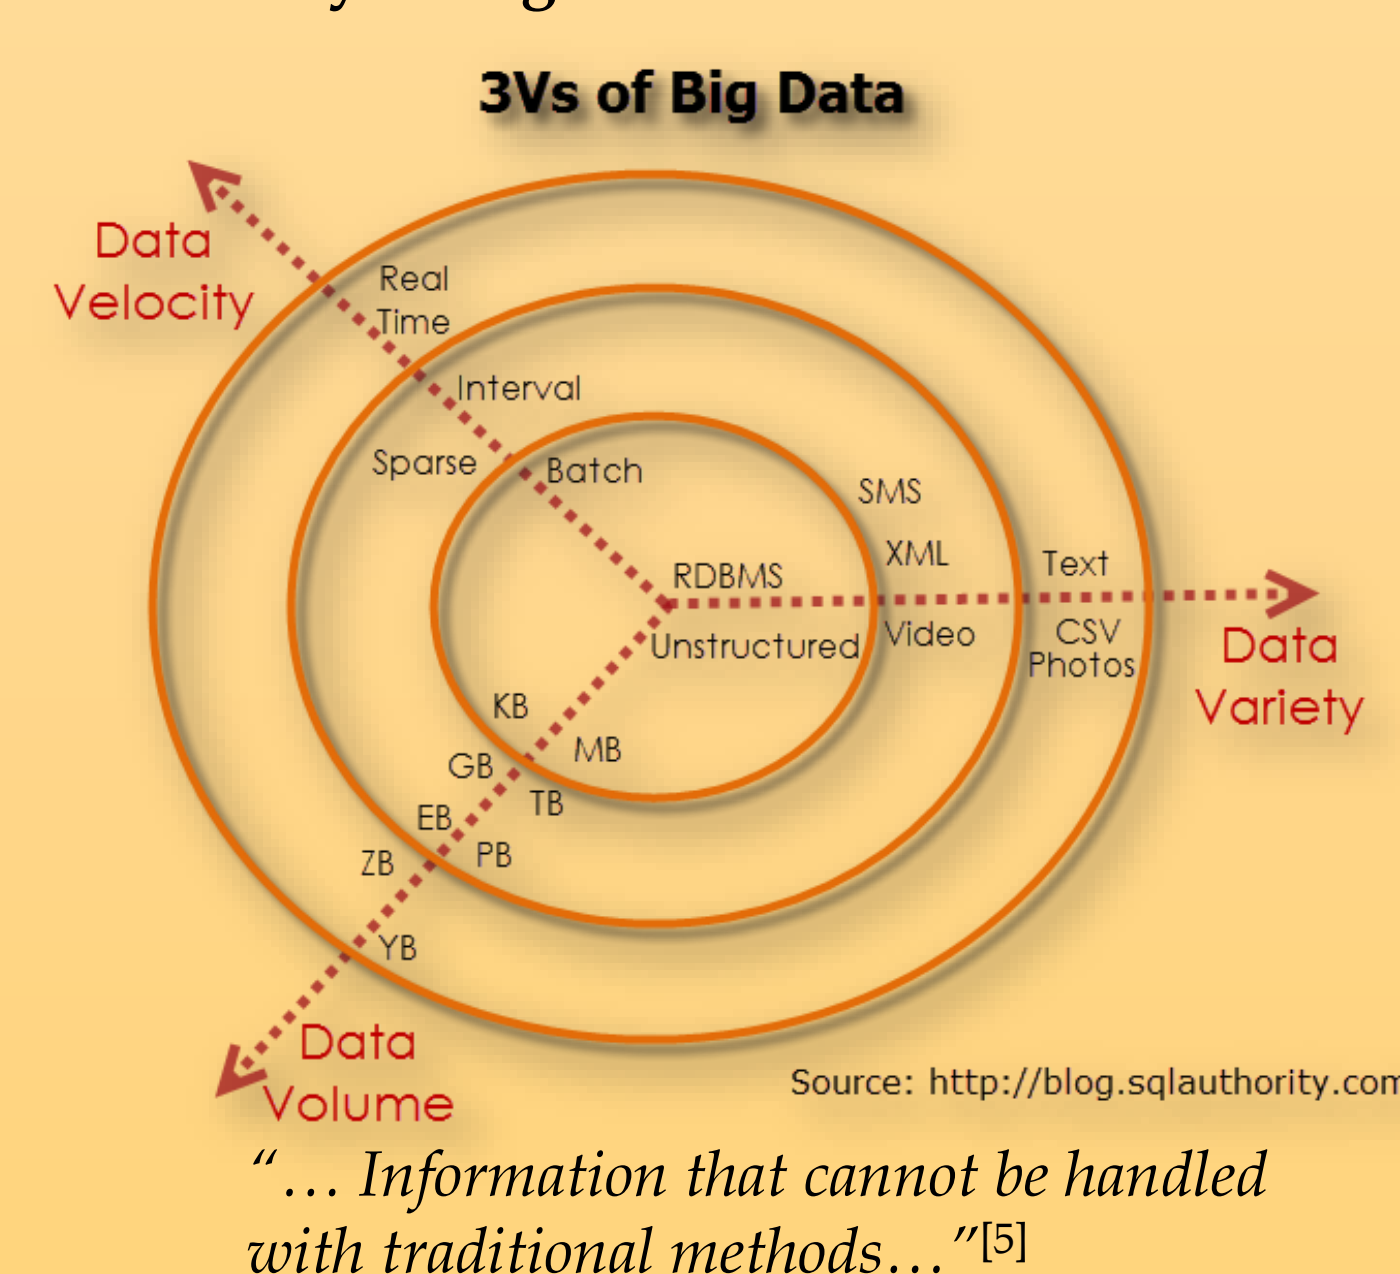 3Vs of Big Data
Data
Velocity
Real
Time
Interval
Sparse
Batch
SMS
XML
RDBMS
Text
Unstructured
Video
CSV
Photos
Data
Variety
KB
MB
GB
TB
EB
PB
ZB
YB
Data
Volume
Source: http://blog.sqlauthority.com
“… Information that cannot be handled
with traditional methods…”[5]